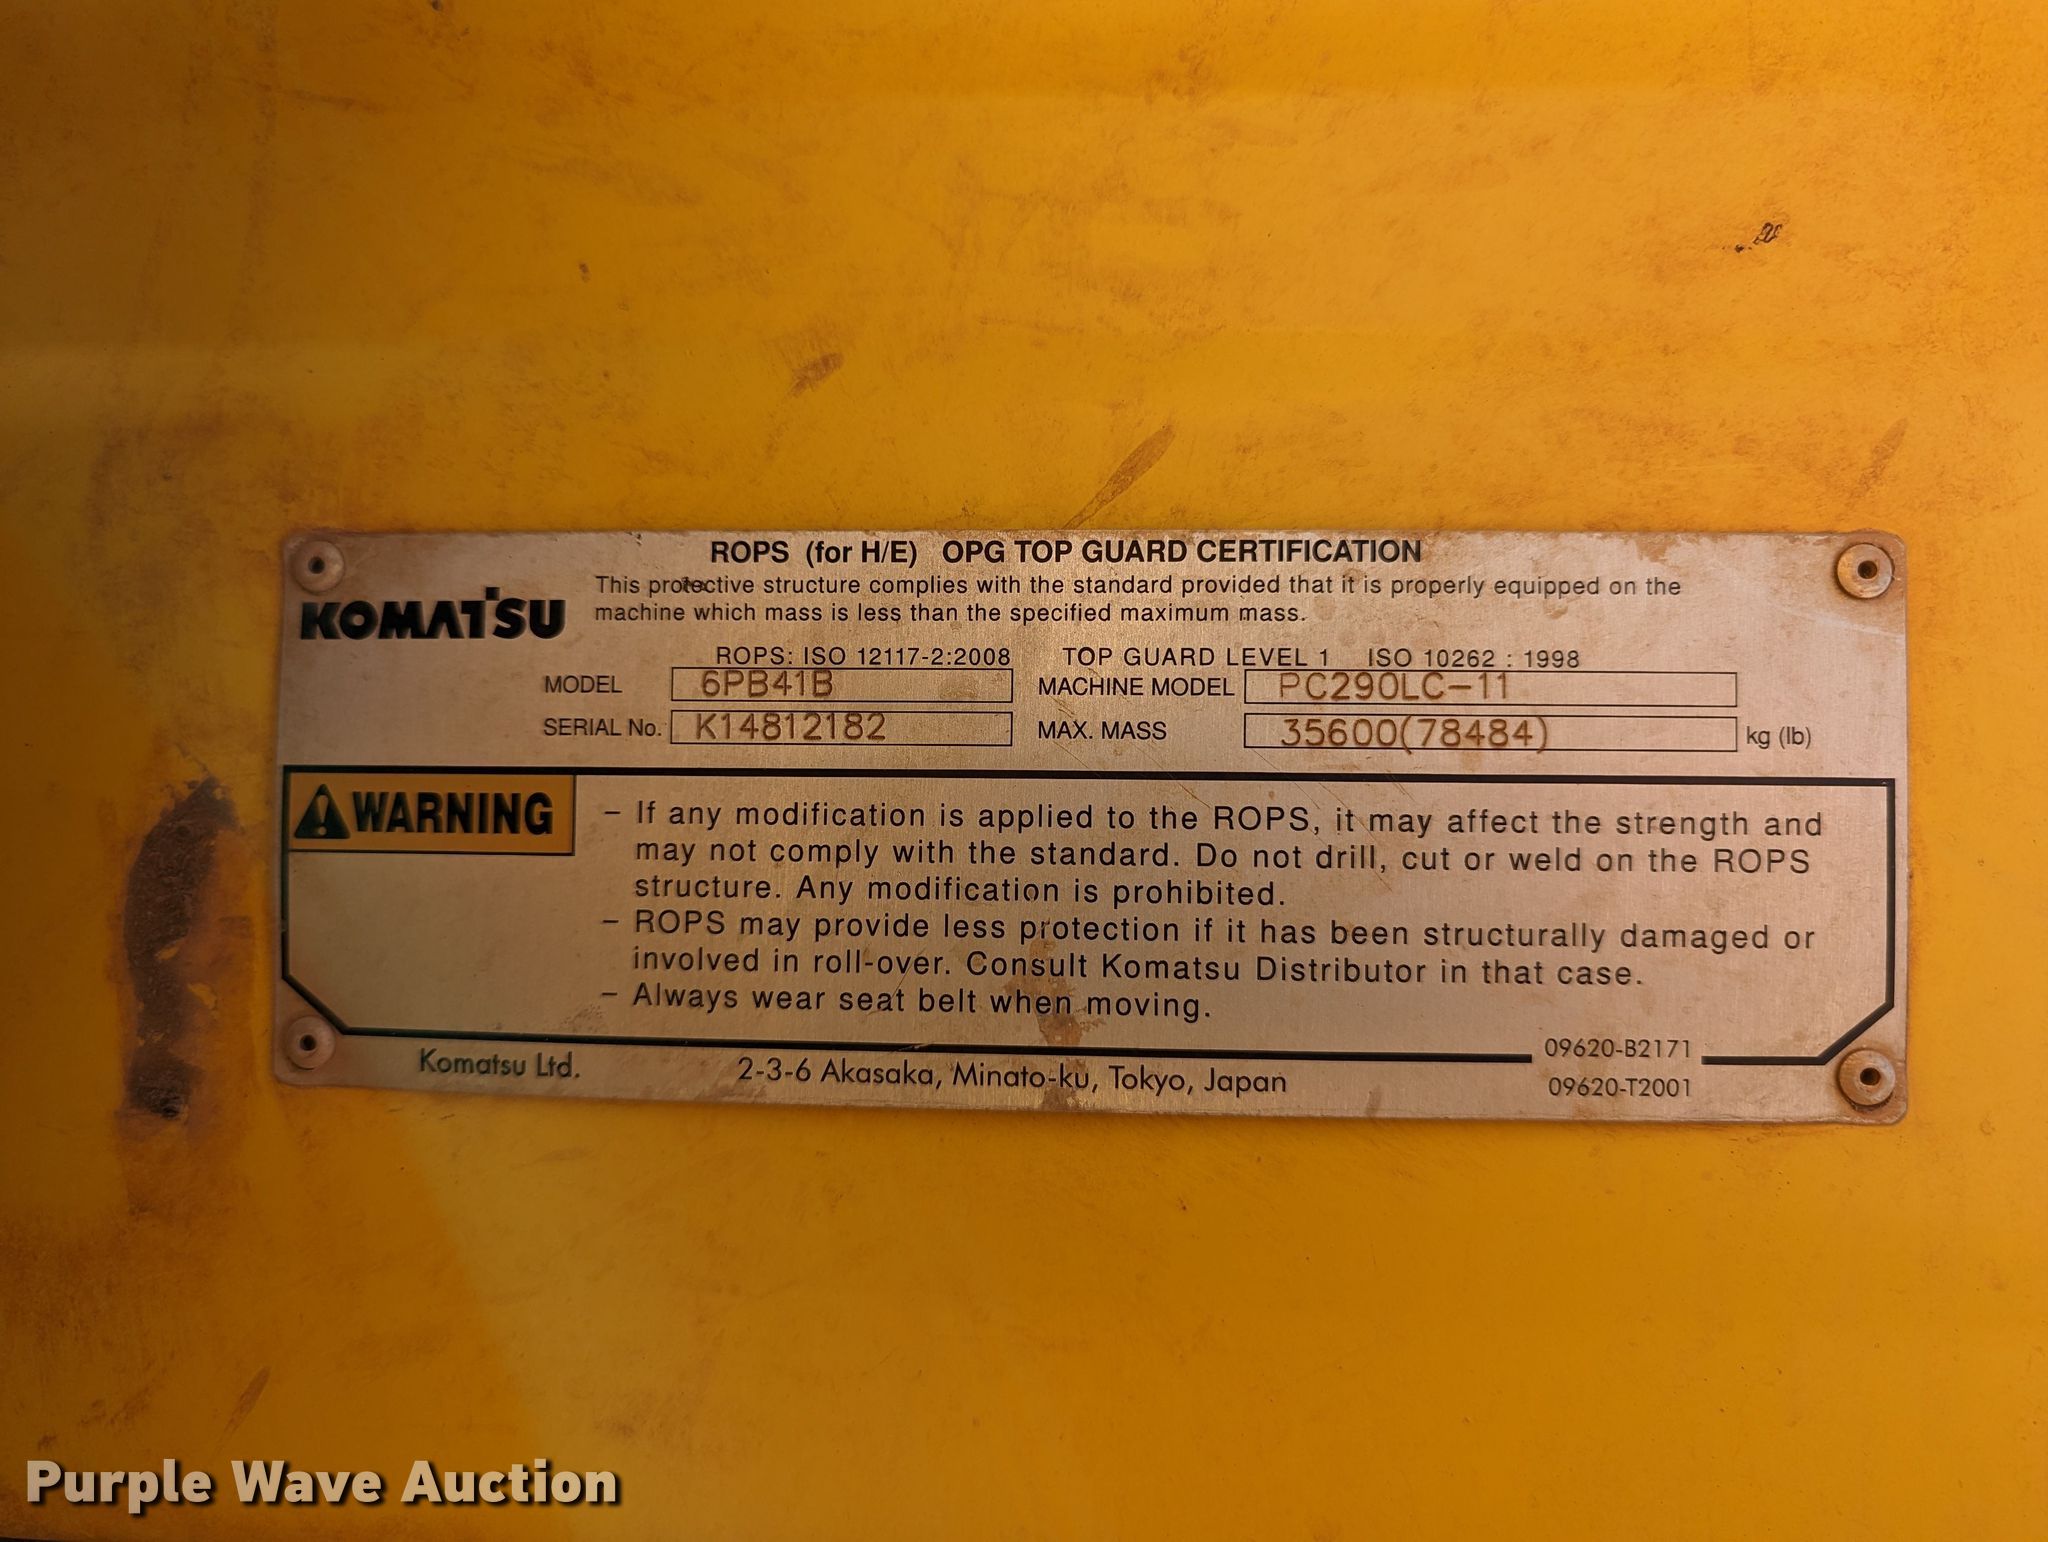 ROPS (for H/E) OPG TOP GUARD CERTIFICATION
KOMATSU
This protective structure complies with the standard provided that it is properly equipped on the
machine which mass is less than the specified maximum mass.
ROPS: ISO 12117-2:2008 TOP GUARD LEVEL 1 ISO 10262 : 1998
MODEL 6PB41B MACHINE MODEL PC290LC-11
SERIAL No. K14812182 MAX. MASS 35600(78484) kg (lb)
WARNING
– If any modification is applied to the ROPS, it may affect the strength and
may not comply with the standard. Do not drill, cut or weld on the ROPS
structure. Any modification is prohibited.
– ROPS may provide less protection if it has been structurally damaged or
involved in roll-over. Consult Komatsu Distributor in that case.
– Always wear seat belt when moving.
09620-B2171
Komatsu Ltd. 2-3-6 Akasaka, Minato-ku, Tokyo, Japan 09620-T2001
Purple Wave Auction